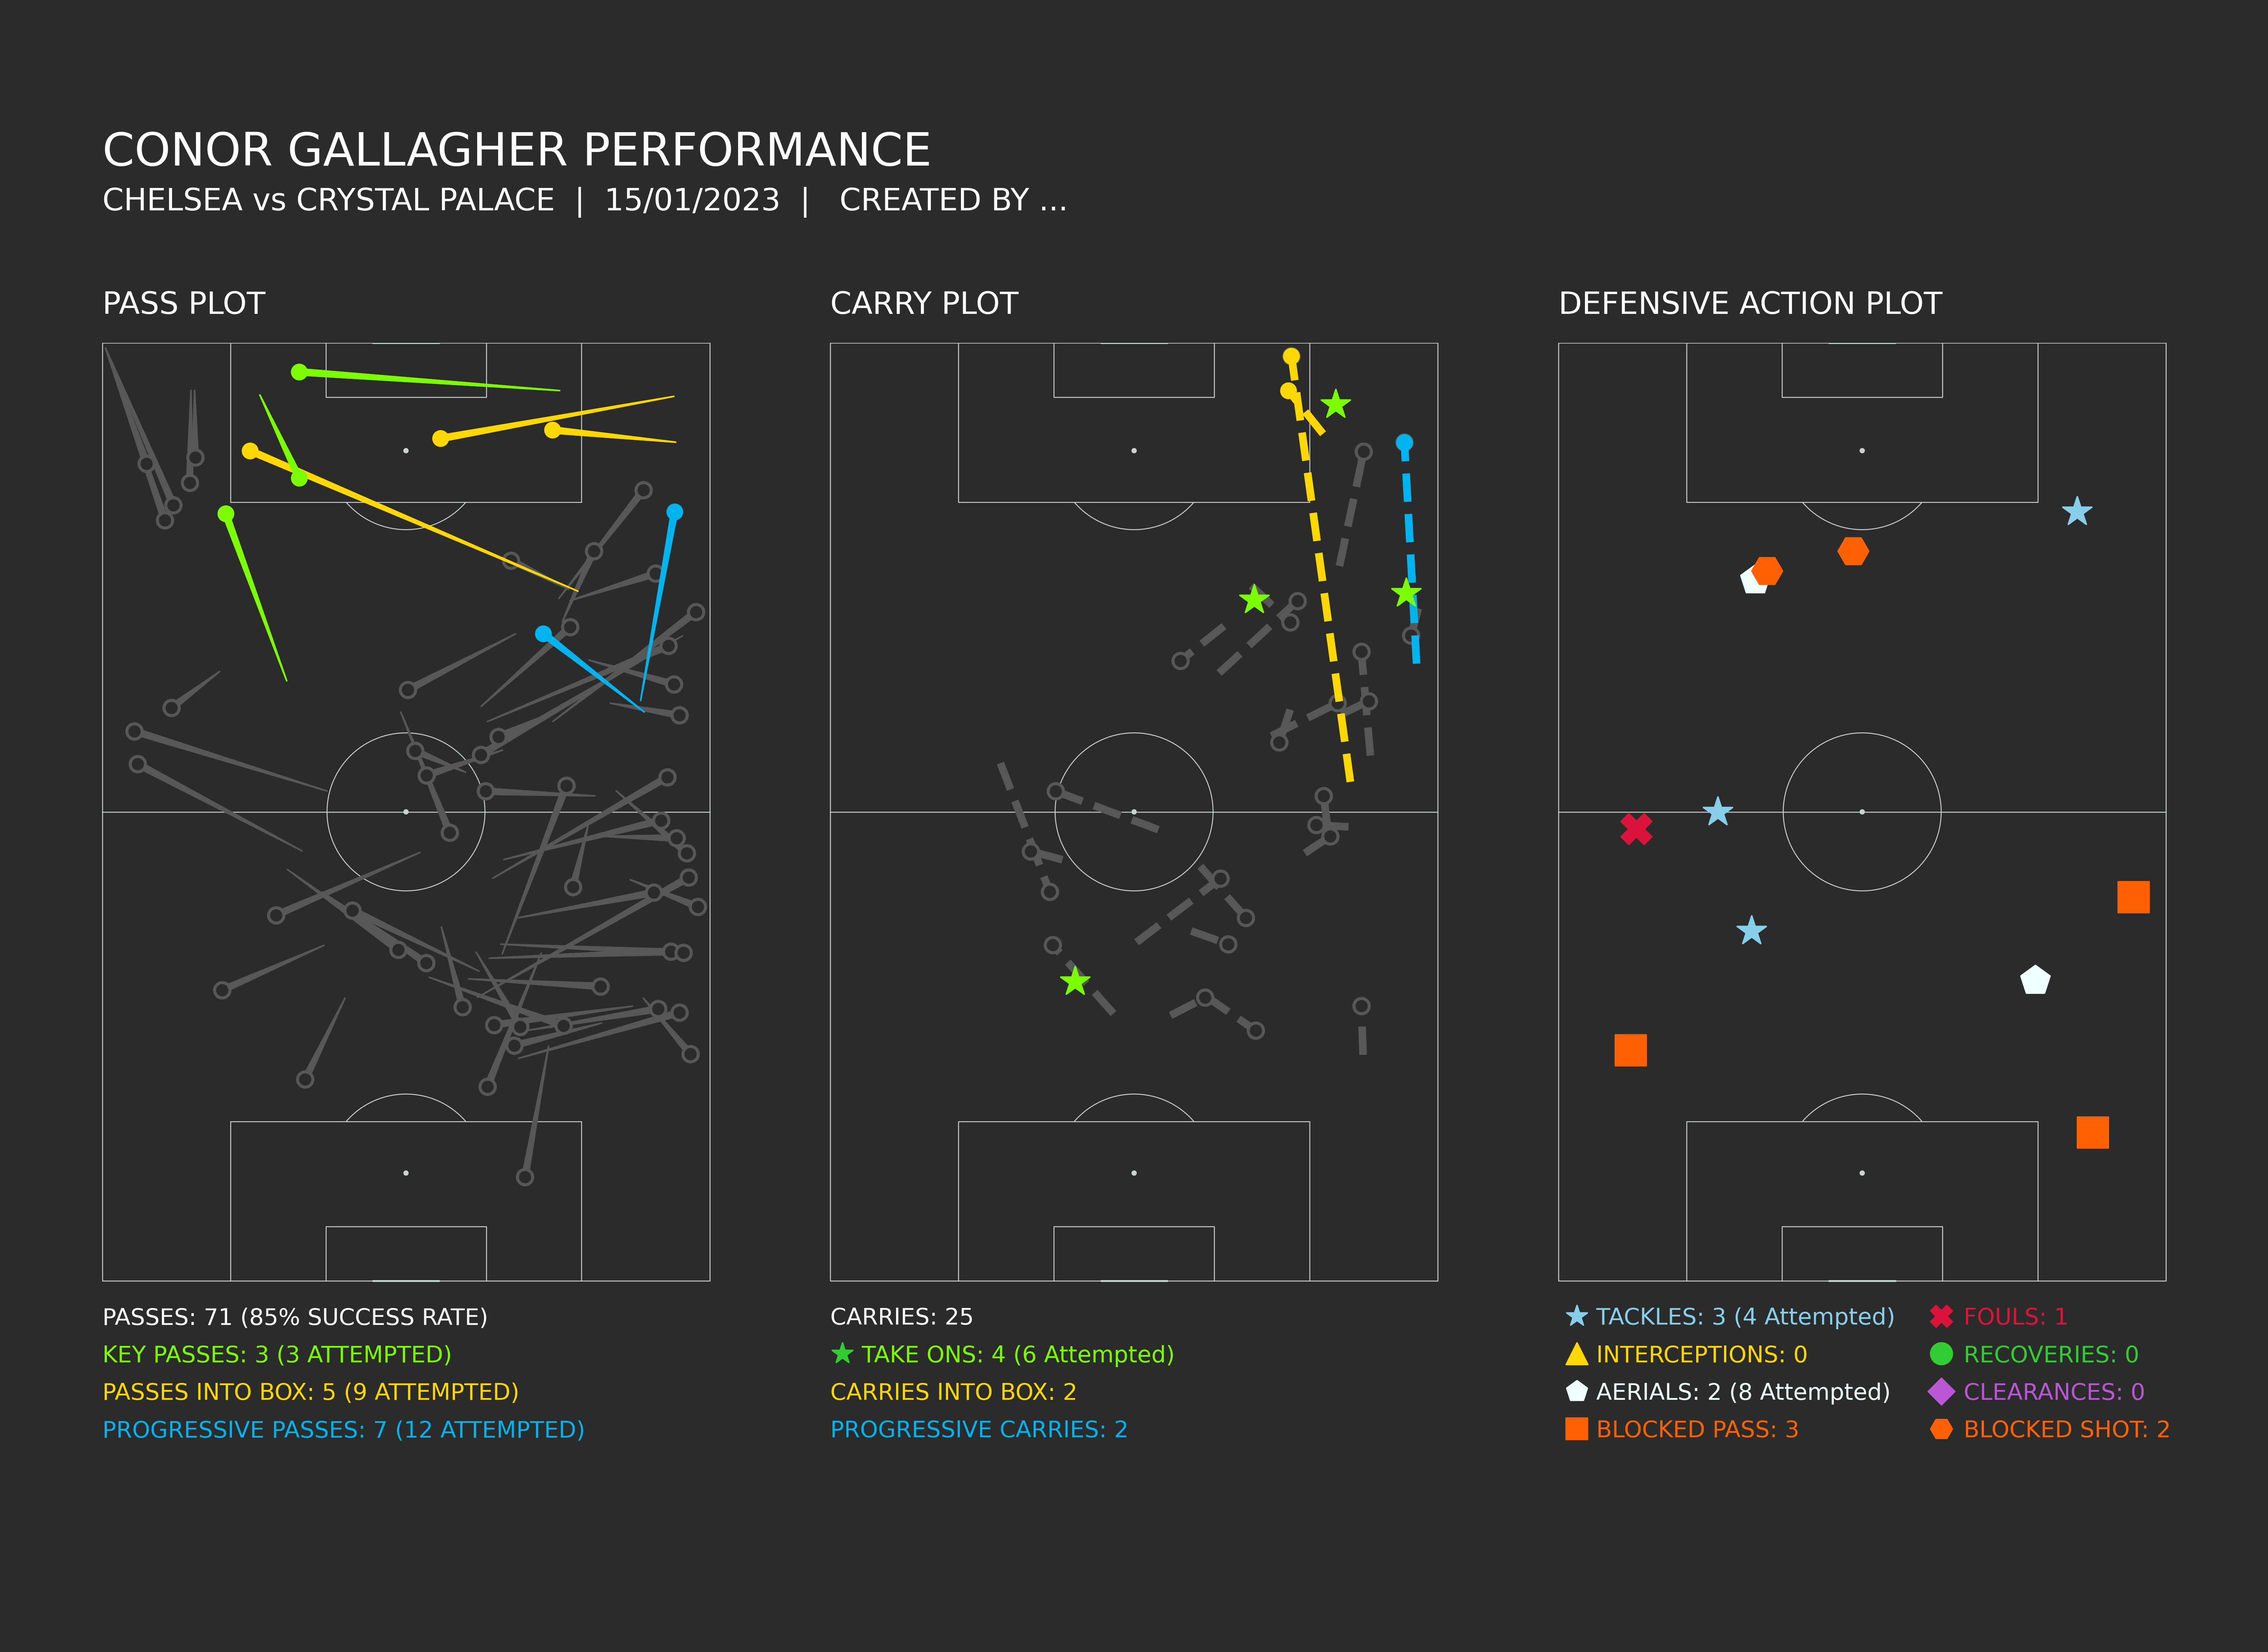 CONOR GALLAGHER PERFORMANCE
CHELSEA vs CRYSTAL PALACE | 15/01/2023 | CREATED BY ...
PASS PLOT
CARRY PLOT
DEFENSIVE ACTION PLOT
PASSES: 71 (85% SUCCESS RATE)
KEY PASSES: 3 (3 ATTEMPTED)
PASSES INTO BOX: 5 (9 ATTEMPTED)
PROGRESSIVE PASSES: 7 (12 ATTEMPTED)
CARRIES: 25
TAKE ONS: 4 (6 Attempted)
CARRIES INTO BOX: 2
PROGRESSIVE CARRIES: 2
TACKLES: 3 (4 Attempted)
INTERCEPTIONS: 0
AERIALS: 2 (8 Attempted)
BLOCKED PASS: 3
FOULS: 1
RECOVERIES: 0
CLEARANCES: 0
BLOCKED SHOT: 2